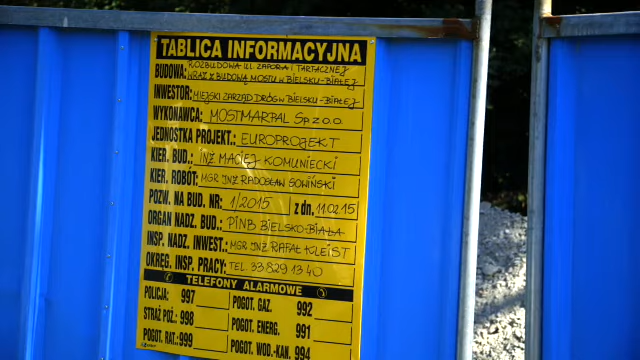 TABLICA INFORMACYJNA
BUDOWA: ROZBUDOWA UL. ZAPORA I TARTACZNEJ
WRAZ Z BUDOWĄ MOSTU W BIELSKU-BIAŁEJ
INWESTOR: MIEJSKI ZARZĄD DRÓG W BIELSKU-BIAŁEJ
WYKONAWCA: MOSTMARPAL Sp z o.o.
JEDNOSTKA PROJEKT.: EUROPROJEKT
KIER. BUD.: INŻ MACIEJ KOMUNIECKI
KIER. ROBÓT: MGR INŻ RADOSŁAW SOWIŃSKI
POZW. NA BUD. NR: 1/2015 z dn. 11.02.15
ORGAN NADZ. BUD.: PINB BIELSKO-BIAŁA
INSP. NADZ. INWEST.: MGR INŻ RAFAŁ KLEIST
OKRĘG. INSP. PRACY: TEL. 33 829 13 40
TELEFONY ALARMOWE
POLICJA: 997 POGOT. GAZ. 992
STRAŻ POŻ.: 998 POGOT. ENERG. 991
POGOT. RAT.: 999 POGOT. WOD.-KAN. 994